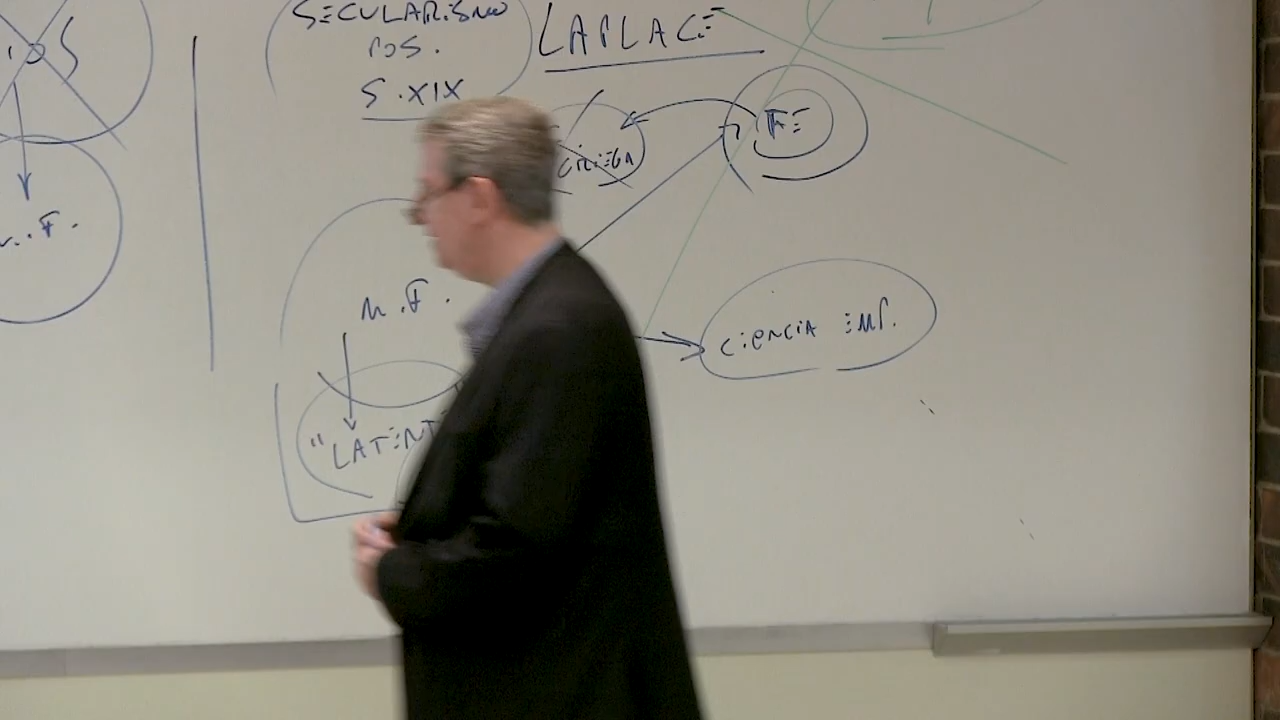 SECULARISMO
POS.
S. XIX
LAPLACE
FE
CIEGA
M.F.
CIENCIA EMP.
"LATENT